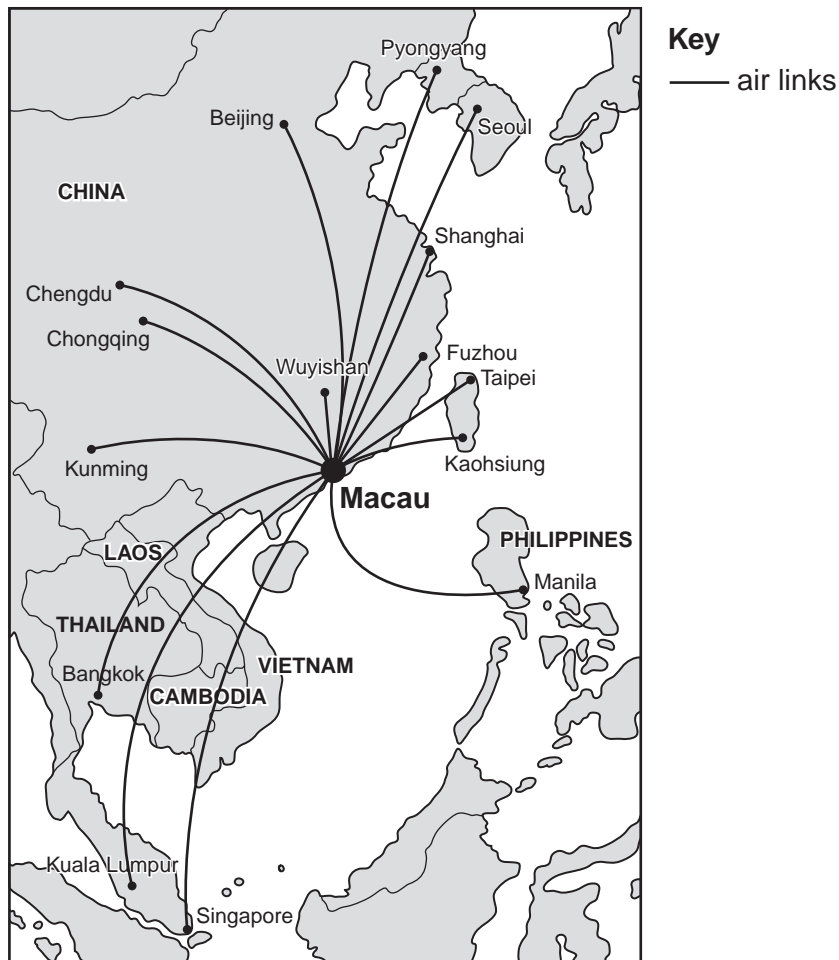 Key
air links
Pyongyang
Beijing
Seoul
CHINA
Shanghai
Chengdu
Chongqing
Wuyishan
Fuzhou
Taipei
Kunming
Kaohsiung
Macau
LAOS
PHILIPPINES
Manila
THAILAND
VIETNAM
Bangkok
CAMBODIA
Kuala Lumpur
Singapore